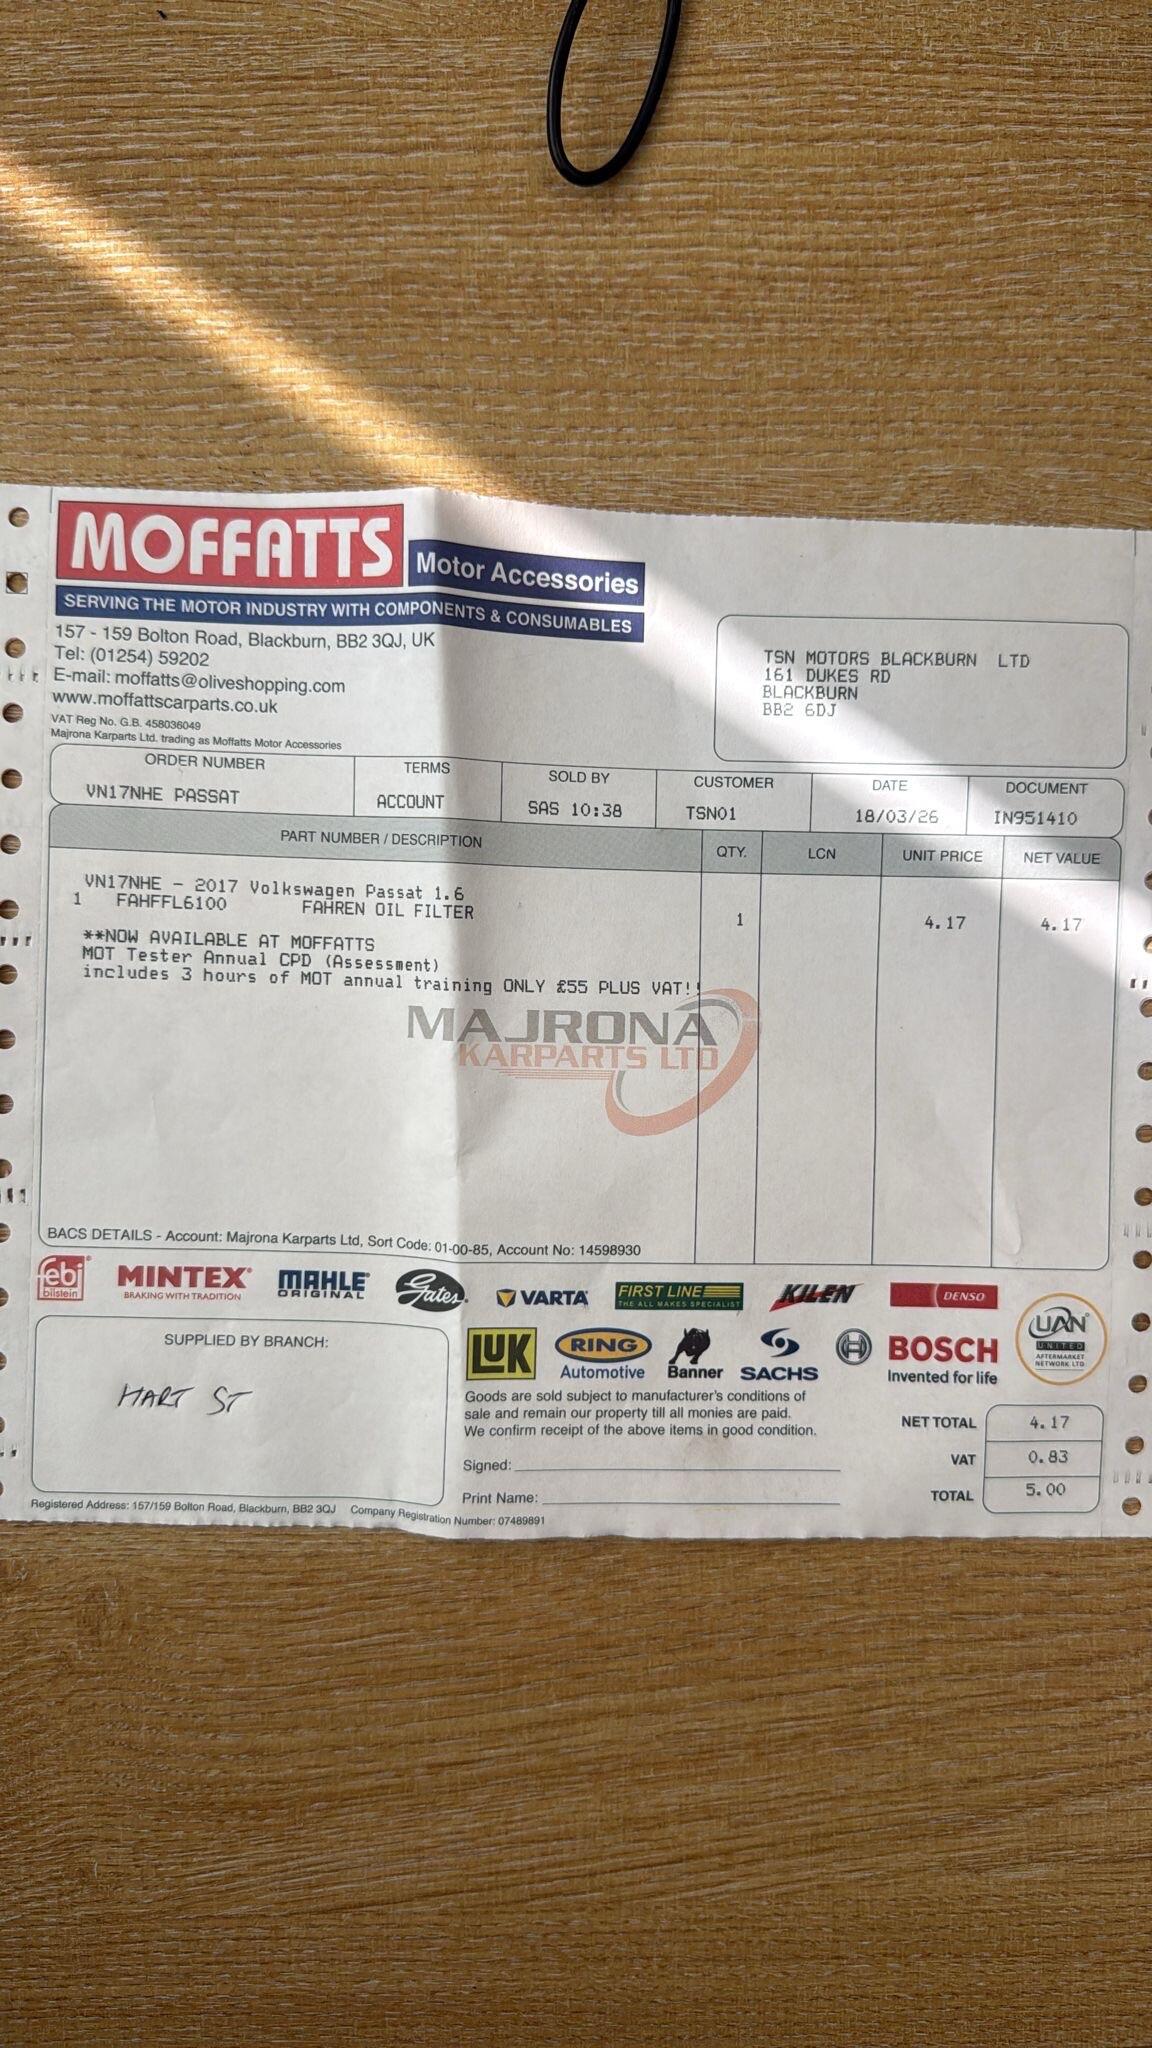 MOFFATTS
Motor Accessories
SERVING THE MOTOR INDUSTRY WITH COMPONENTS & CONSUMABLES
157 - 159 Bolton Road, Blackburn, BB2 3QJ, UK
Tel: (01254) 59202
E-mail: moffatts@oliveshopping.com
www.moffattscarparts.co.uk
VAT Reg No. G.B. 458036049
Majrona Karparts Ltd. trading as Moffatts Motor Accessories
TSN MOTORS BLACKBURN LTD
161 DUKES RD
BLACKBURN
BB2 6DJ
ORDER NUMBER TERMS SOLD BY CUSTOMER DATE DOCUMENT
VN17NHE PASSAT ACCOUNT SAS 10:38 TSN01 18/03/26 IN951410
PART NUMBER / DESCRIPTION QTY. LCN UNIT PRICE NET VALUE
VN17NHE - 2017 Volkswagen Passat 1.6
1 FAHFFL6100 FAHREN OIL FILTER 1 4.17 4.17
**NOW AVAILABLE AT MOFFATTS
MOT Tester Annual CPD (Assessment)
includes 3 hours of MOT annual training ONLY £55 PLUS VAT!!
MAJRONA
KARPARTS LTD
BACS DETAILS - Account: Majrona Karparts Ltd, Sort Code: 01-00-85, Account No: 14598930
febi
bilstein
MINTEX
BRAKING WITH TRADITION
MAHLE
ORIGINAL
Gates
VARTA
FIRST LINE
THE ALL MAKES SPECIALIST
KILEN
DENSO
LUK
RING
Automotive
Banner
SACHS
BOSCH
Invented for life
UAN
UNITED
AFTERMARKET
NETWORK LTD
SUPPLIED BY BRANCH:
HART ST
Goods are sold subject to manufacturer's conditions of
sale and remain our property till all monies are paid.
We confirm receipt of the above items in good condition.
Signed:
Print Name:
NET TOTAL 4.17
VAT 0.83
TOTAL 5.00
Registered Address: 157/159 Bolton Road, Blackburn, BB2 3QJ Company Registration Number: 07489891